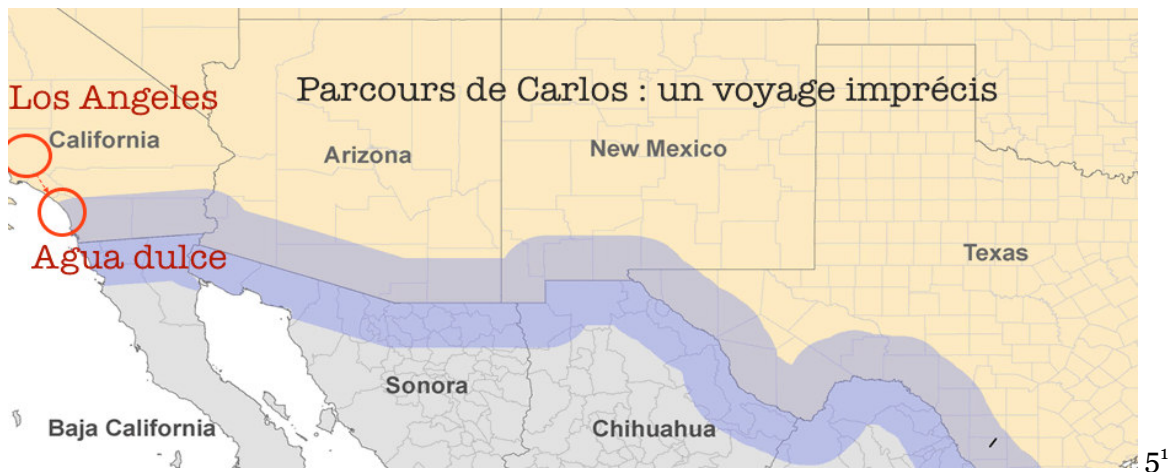 Parcours de Carlos : un voyage imprécis
Los Angeles
California
Arizona
New Mexico
Texas
Agua dulce
Sonora
Baja California
Chihuahua
5¹